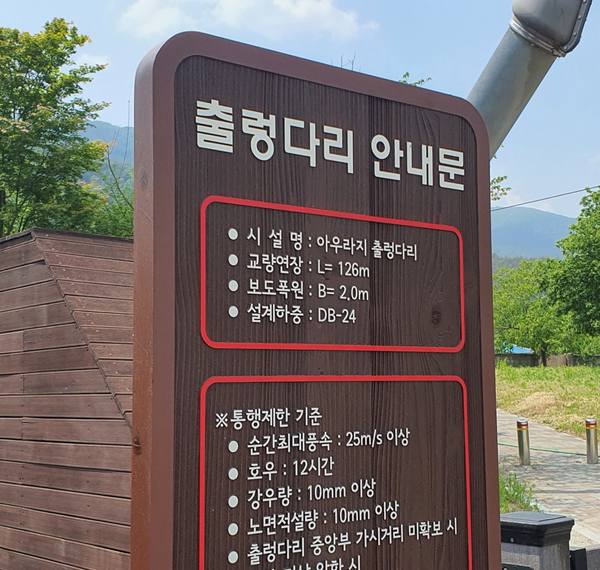 출렁다리 안내문
● 시 설 명 : 아우라지 출렁다리
● 교량연장 : L= 126m
● 보도폭원 : B= 2.0m
● 설계하중 : DB-24
※통행제한 기준
● 순간최대풍속 : 25m/s 이상
● 호우 : 12시간
● 강우량 : 10mm 이상
● 노면적설량 : 10mm 이상
● 출렁다리 중앙부 가시거리 미확보 시